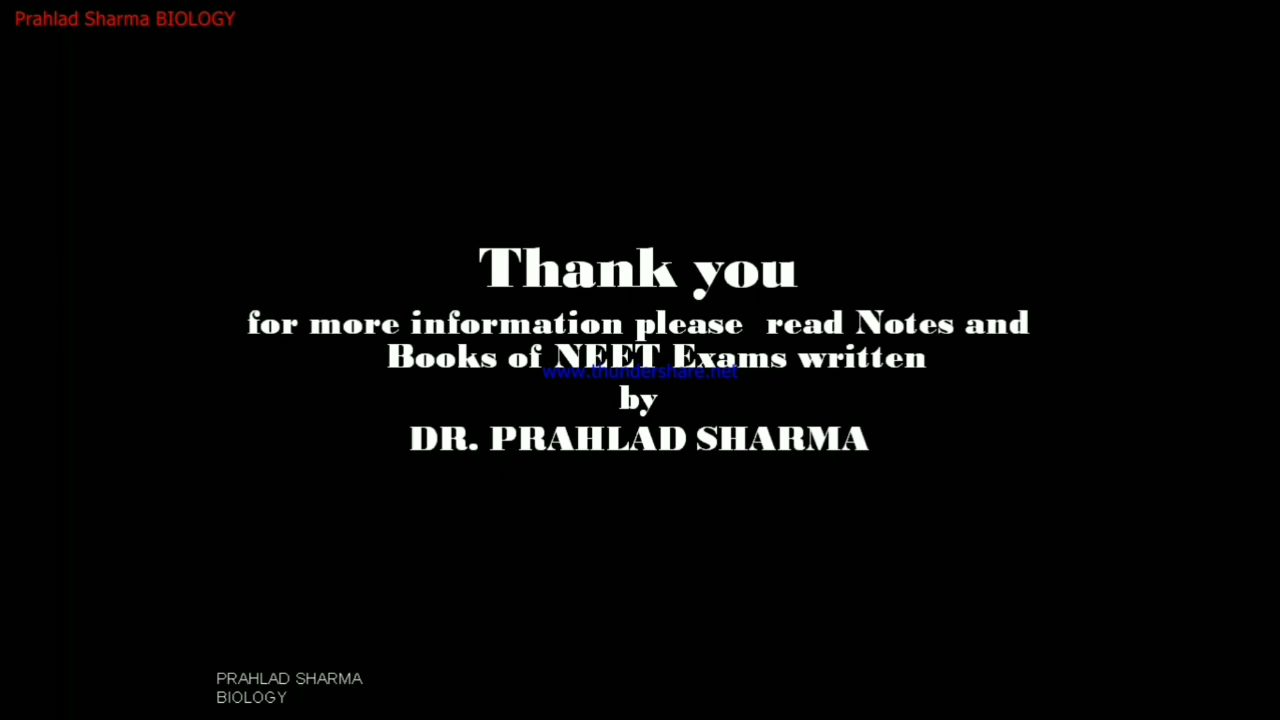 Prahlad Sharma BIOLOGY
Thank you
for more information please read Notes and
Books of NEET Exams written
www.thundershare.net
by
DR. PRAHLAD SHARMA
PRAHLAD SHARMA
BIOLOGY